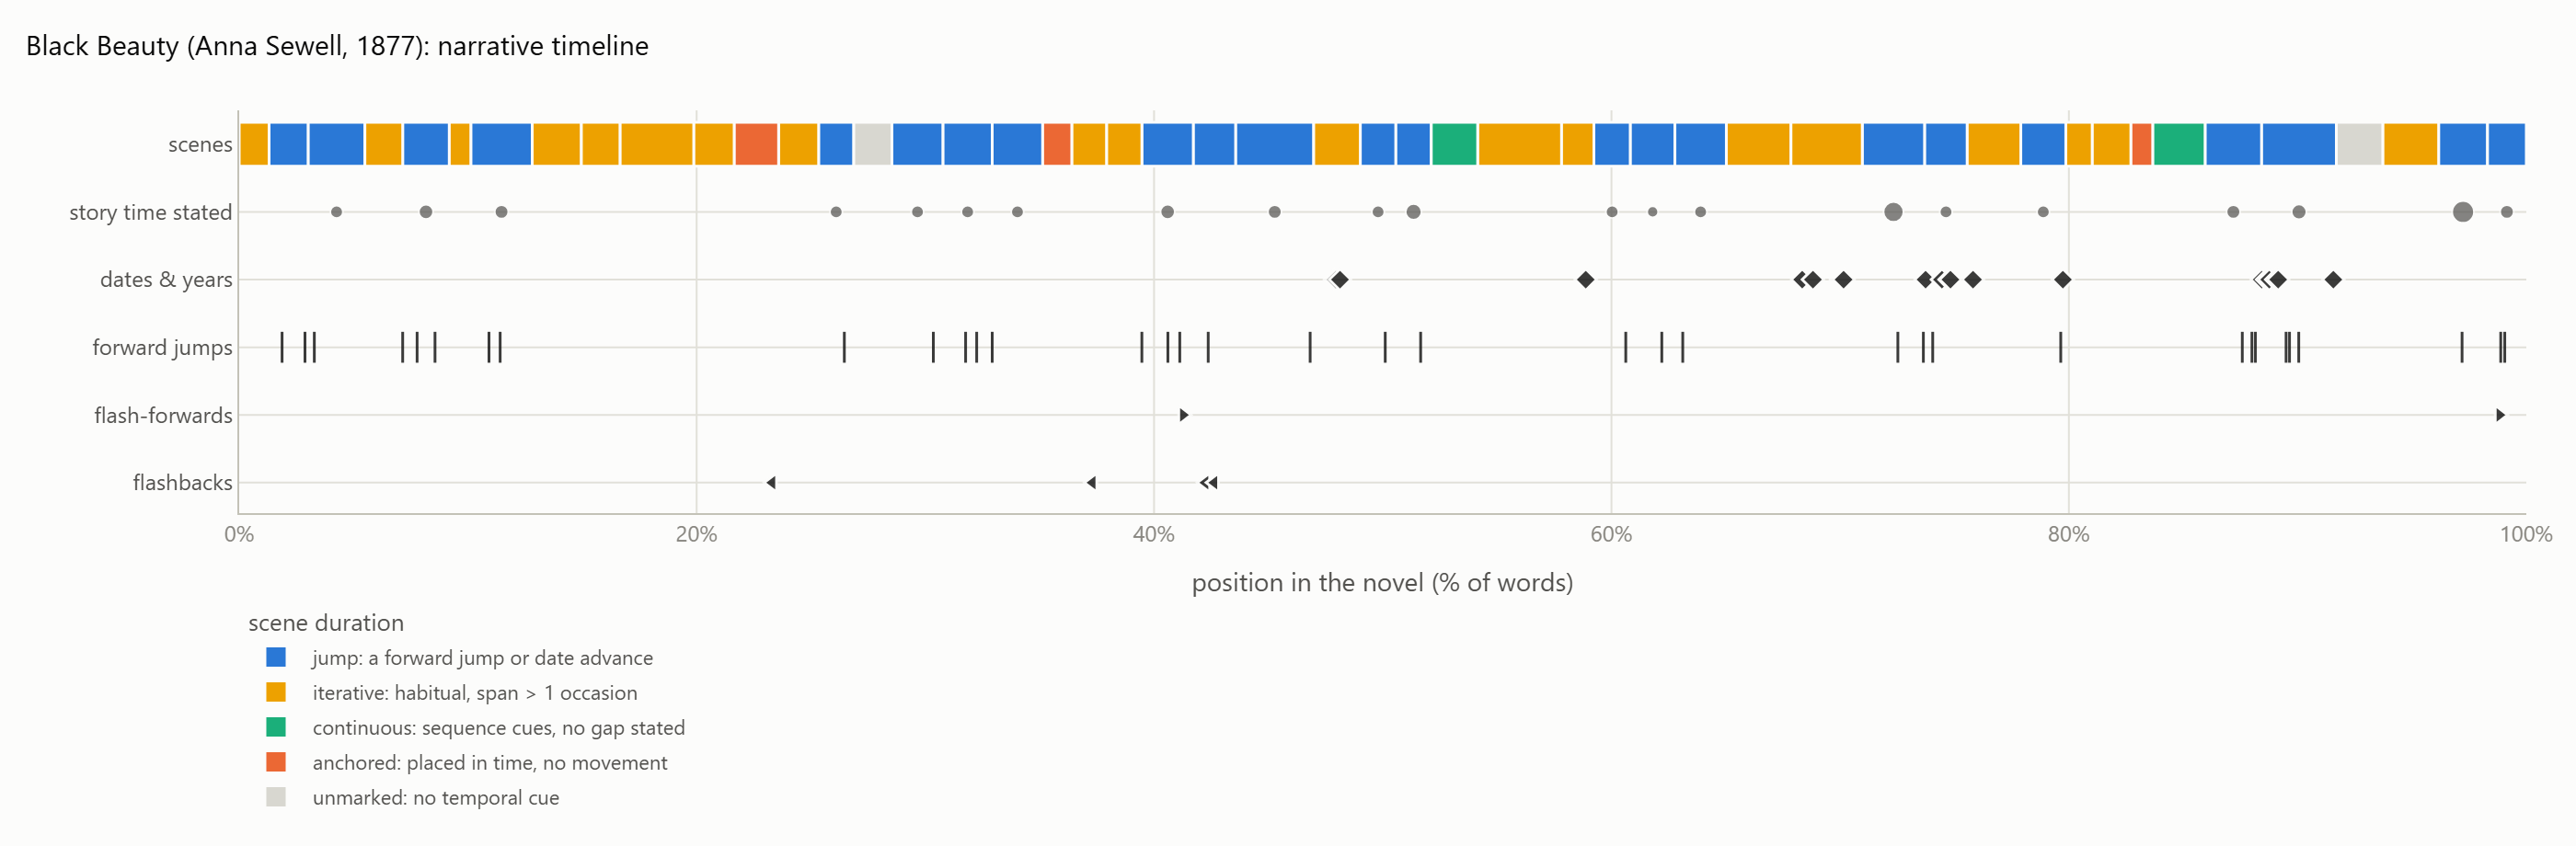 Black Beauty (Anna Sewell, 1877): narrative timeline
scenes
story time stated
dates & years
forward jumps
flash-forwards
flashbacks
0% 20% 40% 60% 80% 100%
position in the novel (% of words)
scene duration
jump: a forward jump or date advance
iterative: habitual, span > 1 occasion
continuous: sequence cues, no gap stated
anchored: placed in time, no movement
unmarked: no temporal cue